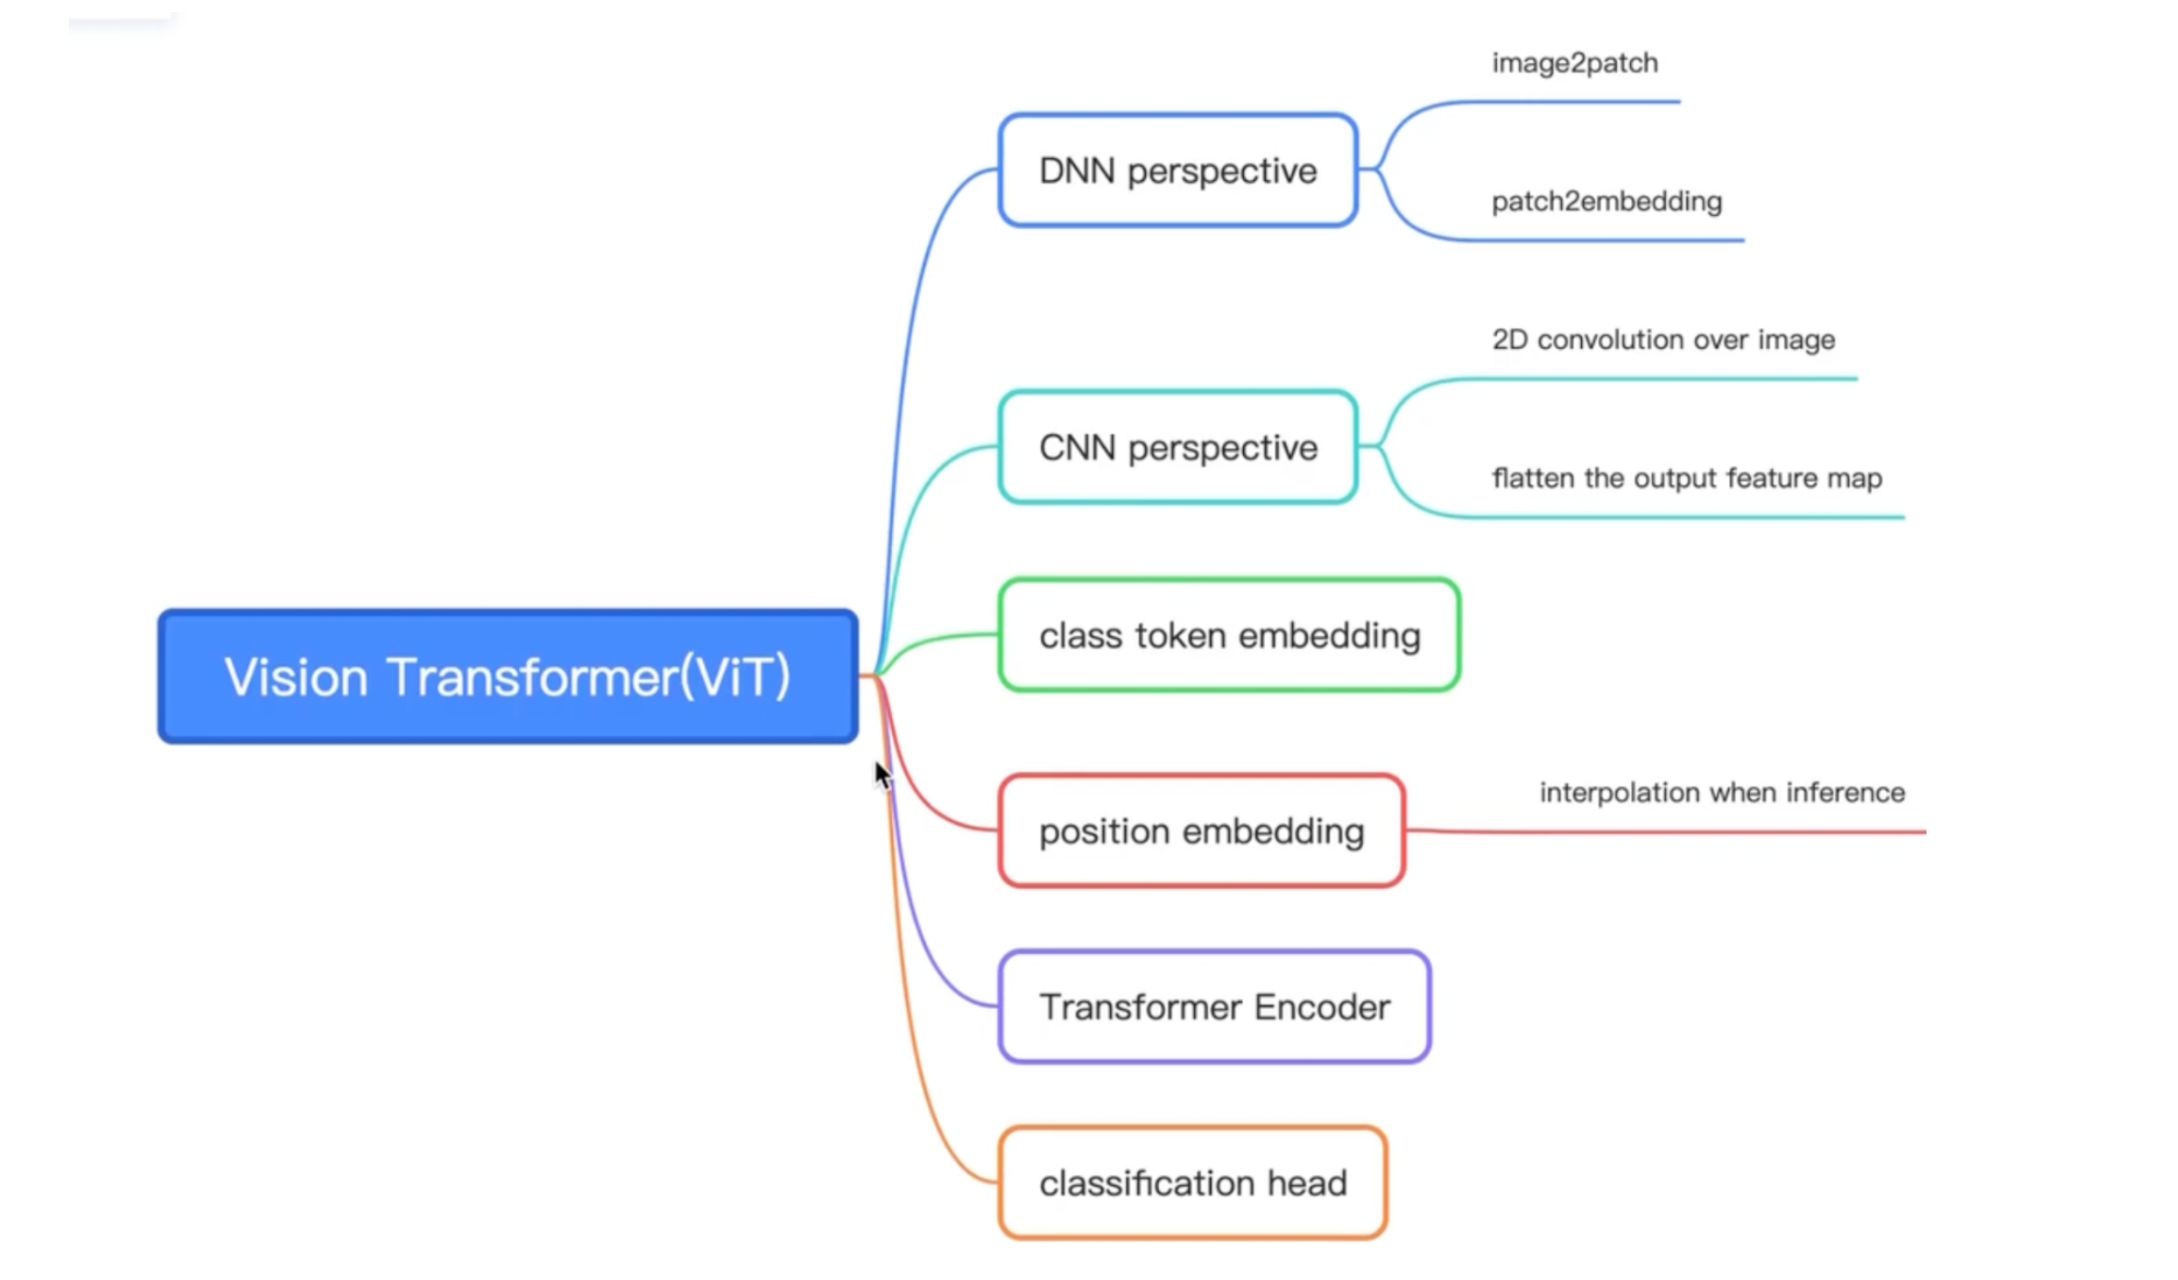 Vision Transformer(ViT)
DNN perspective
image2patch
patch2embedding
CNN perspective
2D convolution over image
flatten the output feature map
class token embedding
position embedding
interpolation when inference
Transformer Encoder
classification head